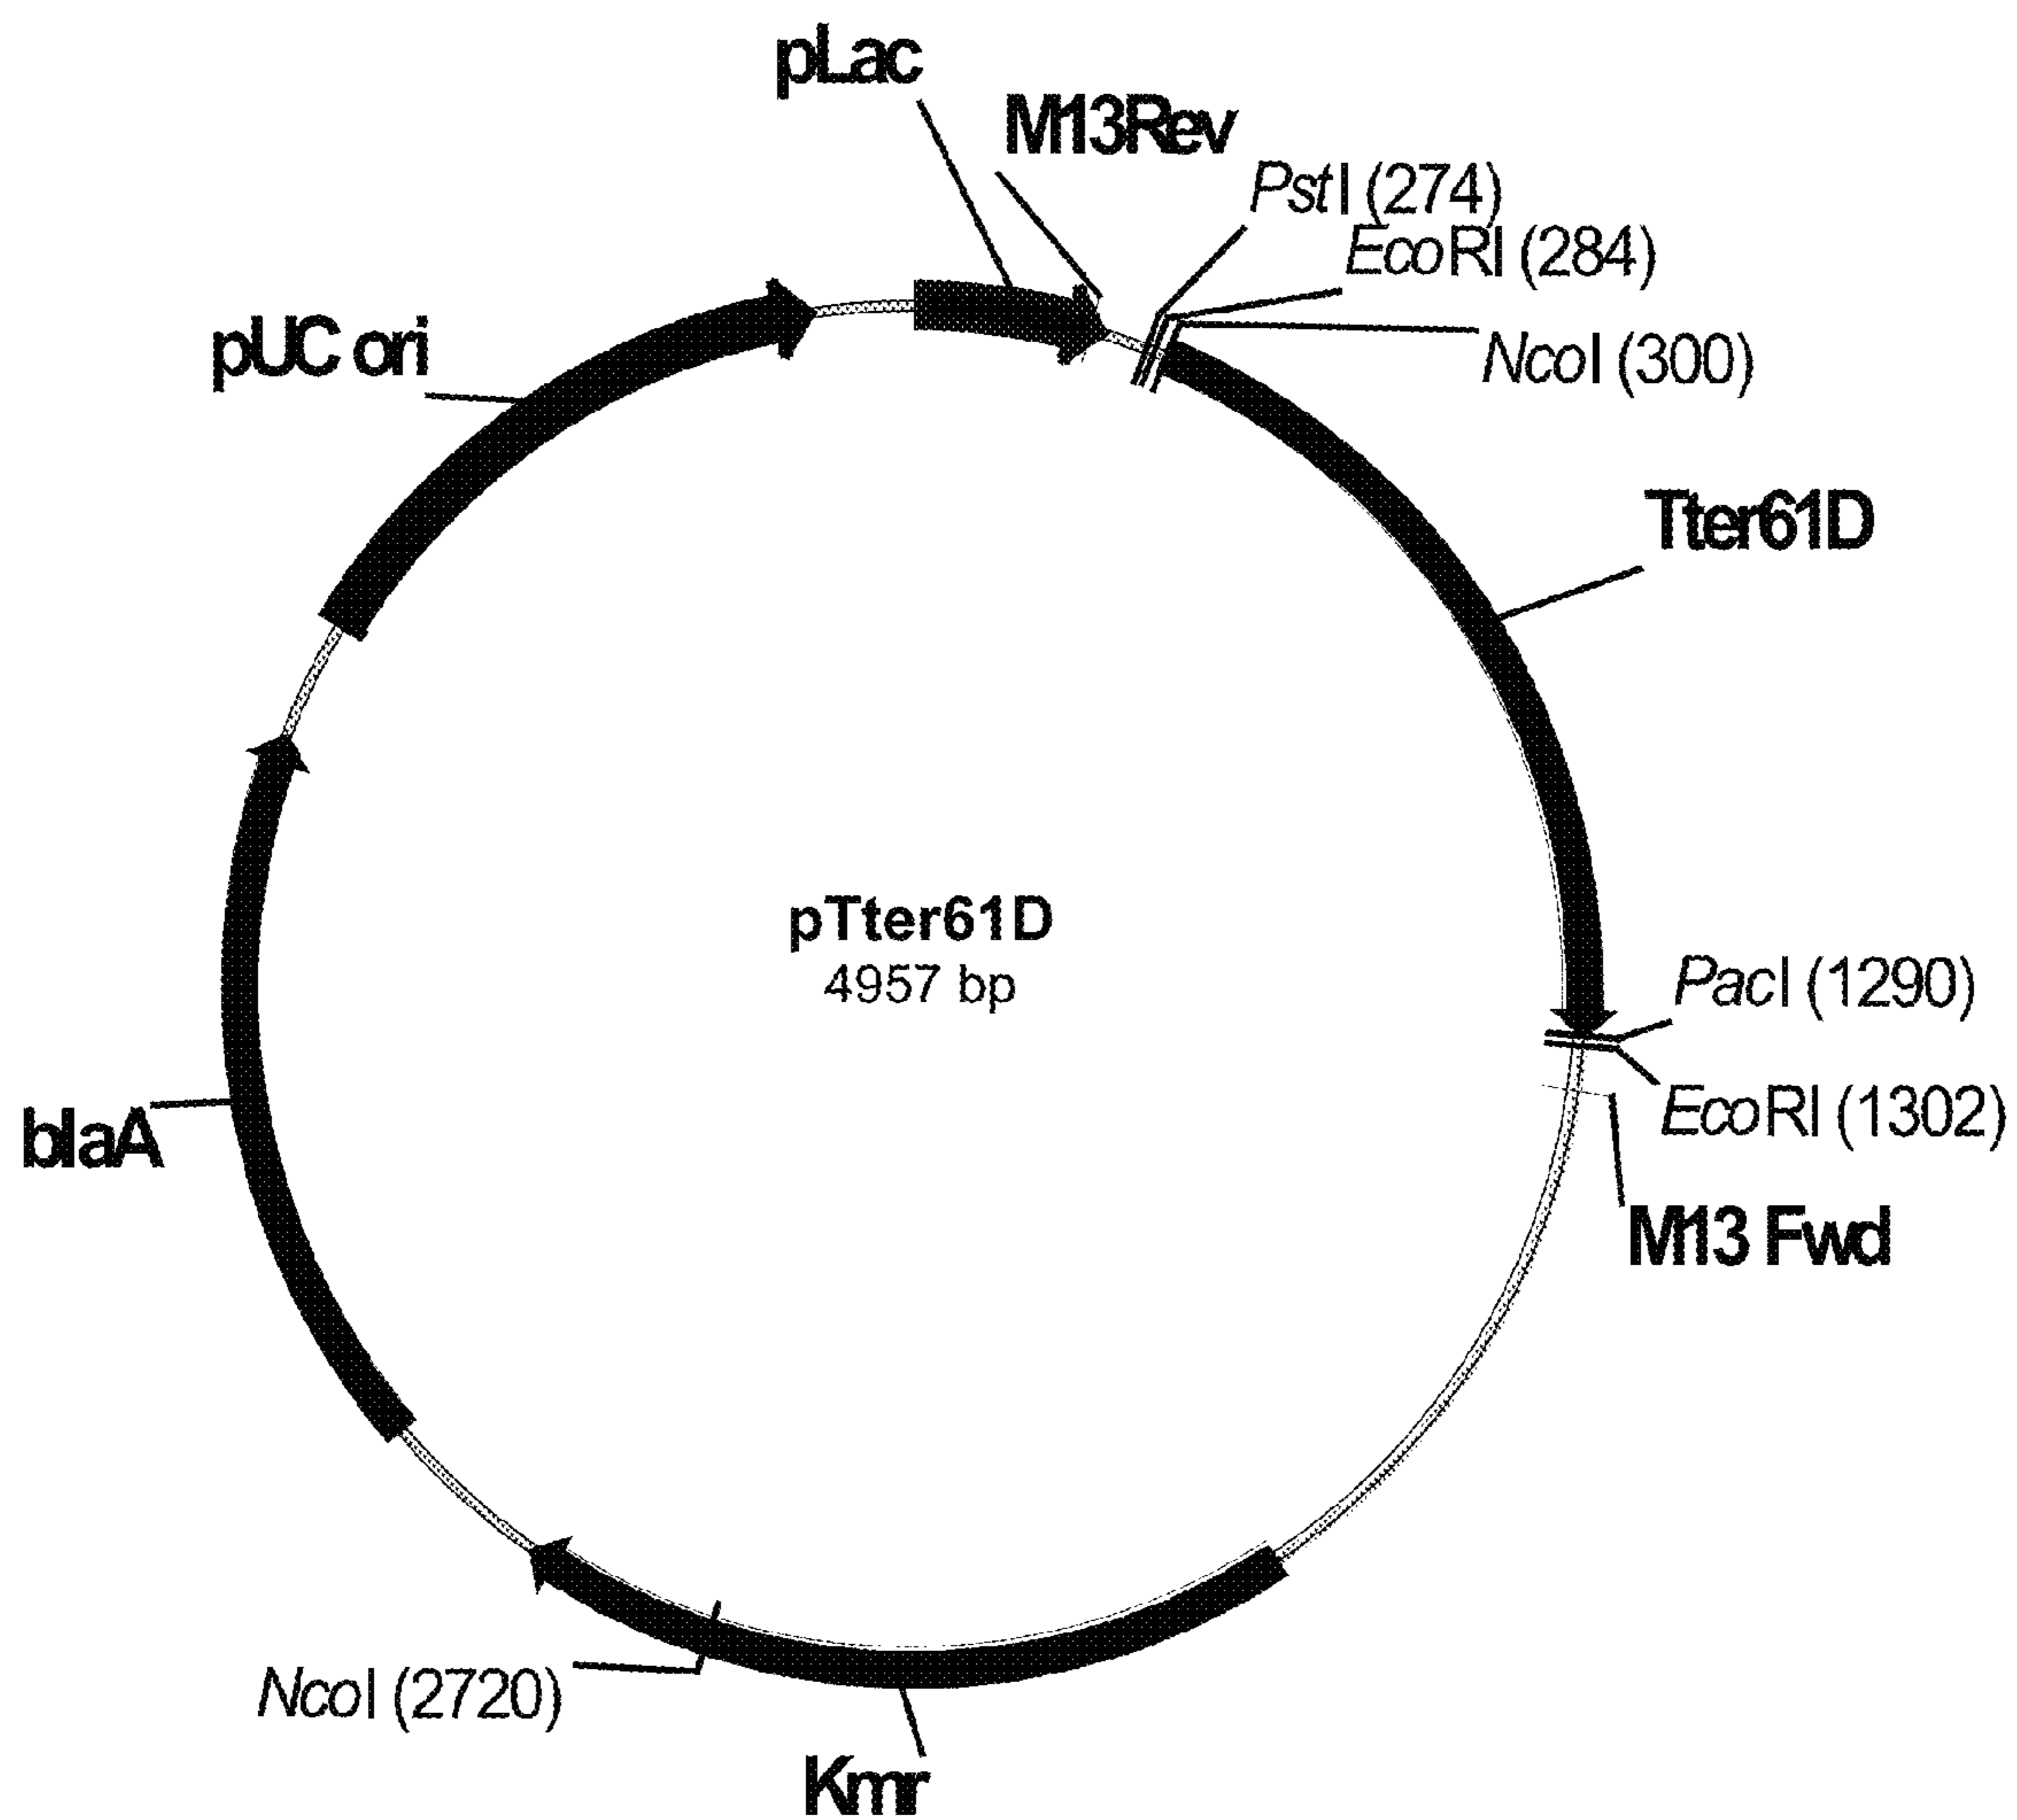 pLac
M13Rev
PstI (274)
EcoRI (284)
NcoI (300)
pUC ori
Tter61D
pTter61D
4957 bp
PacI (1290)
EcoRI (1302)
blaA
M13 Fwd
NcoI (2720)
Kmr